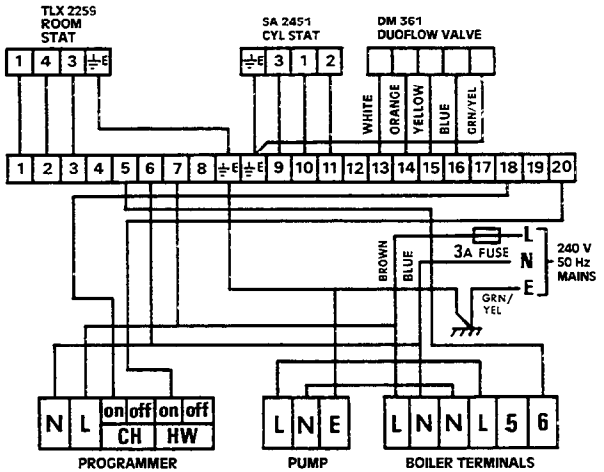 TLX 2259
ROOM
STAT
SA 2451
CYL STAT
DM 361
DUOFLOW VALVE
1 4 3 E
E 3 1 2
WHITE
ORANGE
YELLOW
BLUE
GRN/YEL
1 2 3 4 5 6 7 8 E E 9 10 11 12 13 14 15 16 17 18 19 20
BROWN
BLUE
3A FUSE
L
N
E
240 V
50 Hz
MAINS
GRN/
YEL
N L on off on off
CH HW
L N E
L N N L 5 6
PROGRAMMER
PUMP
BOILER TERMINALS